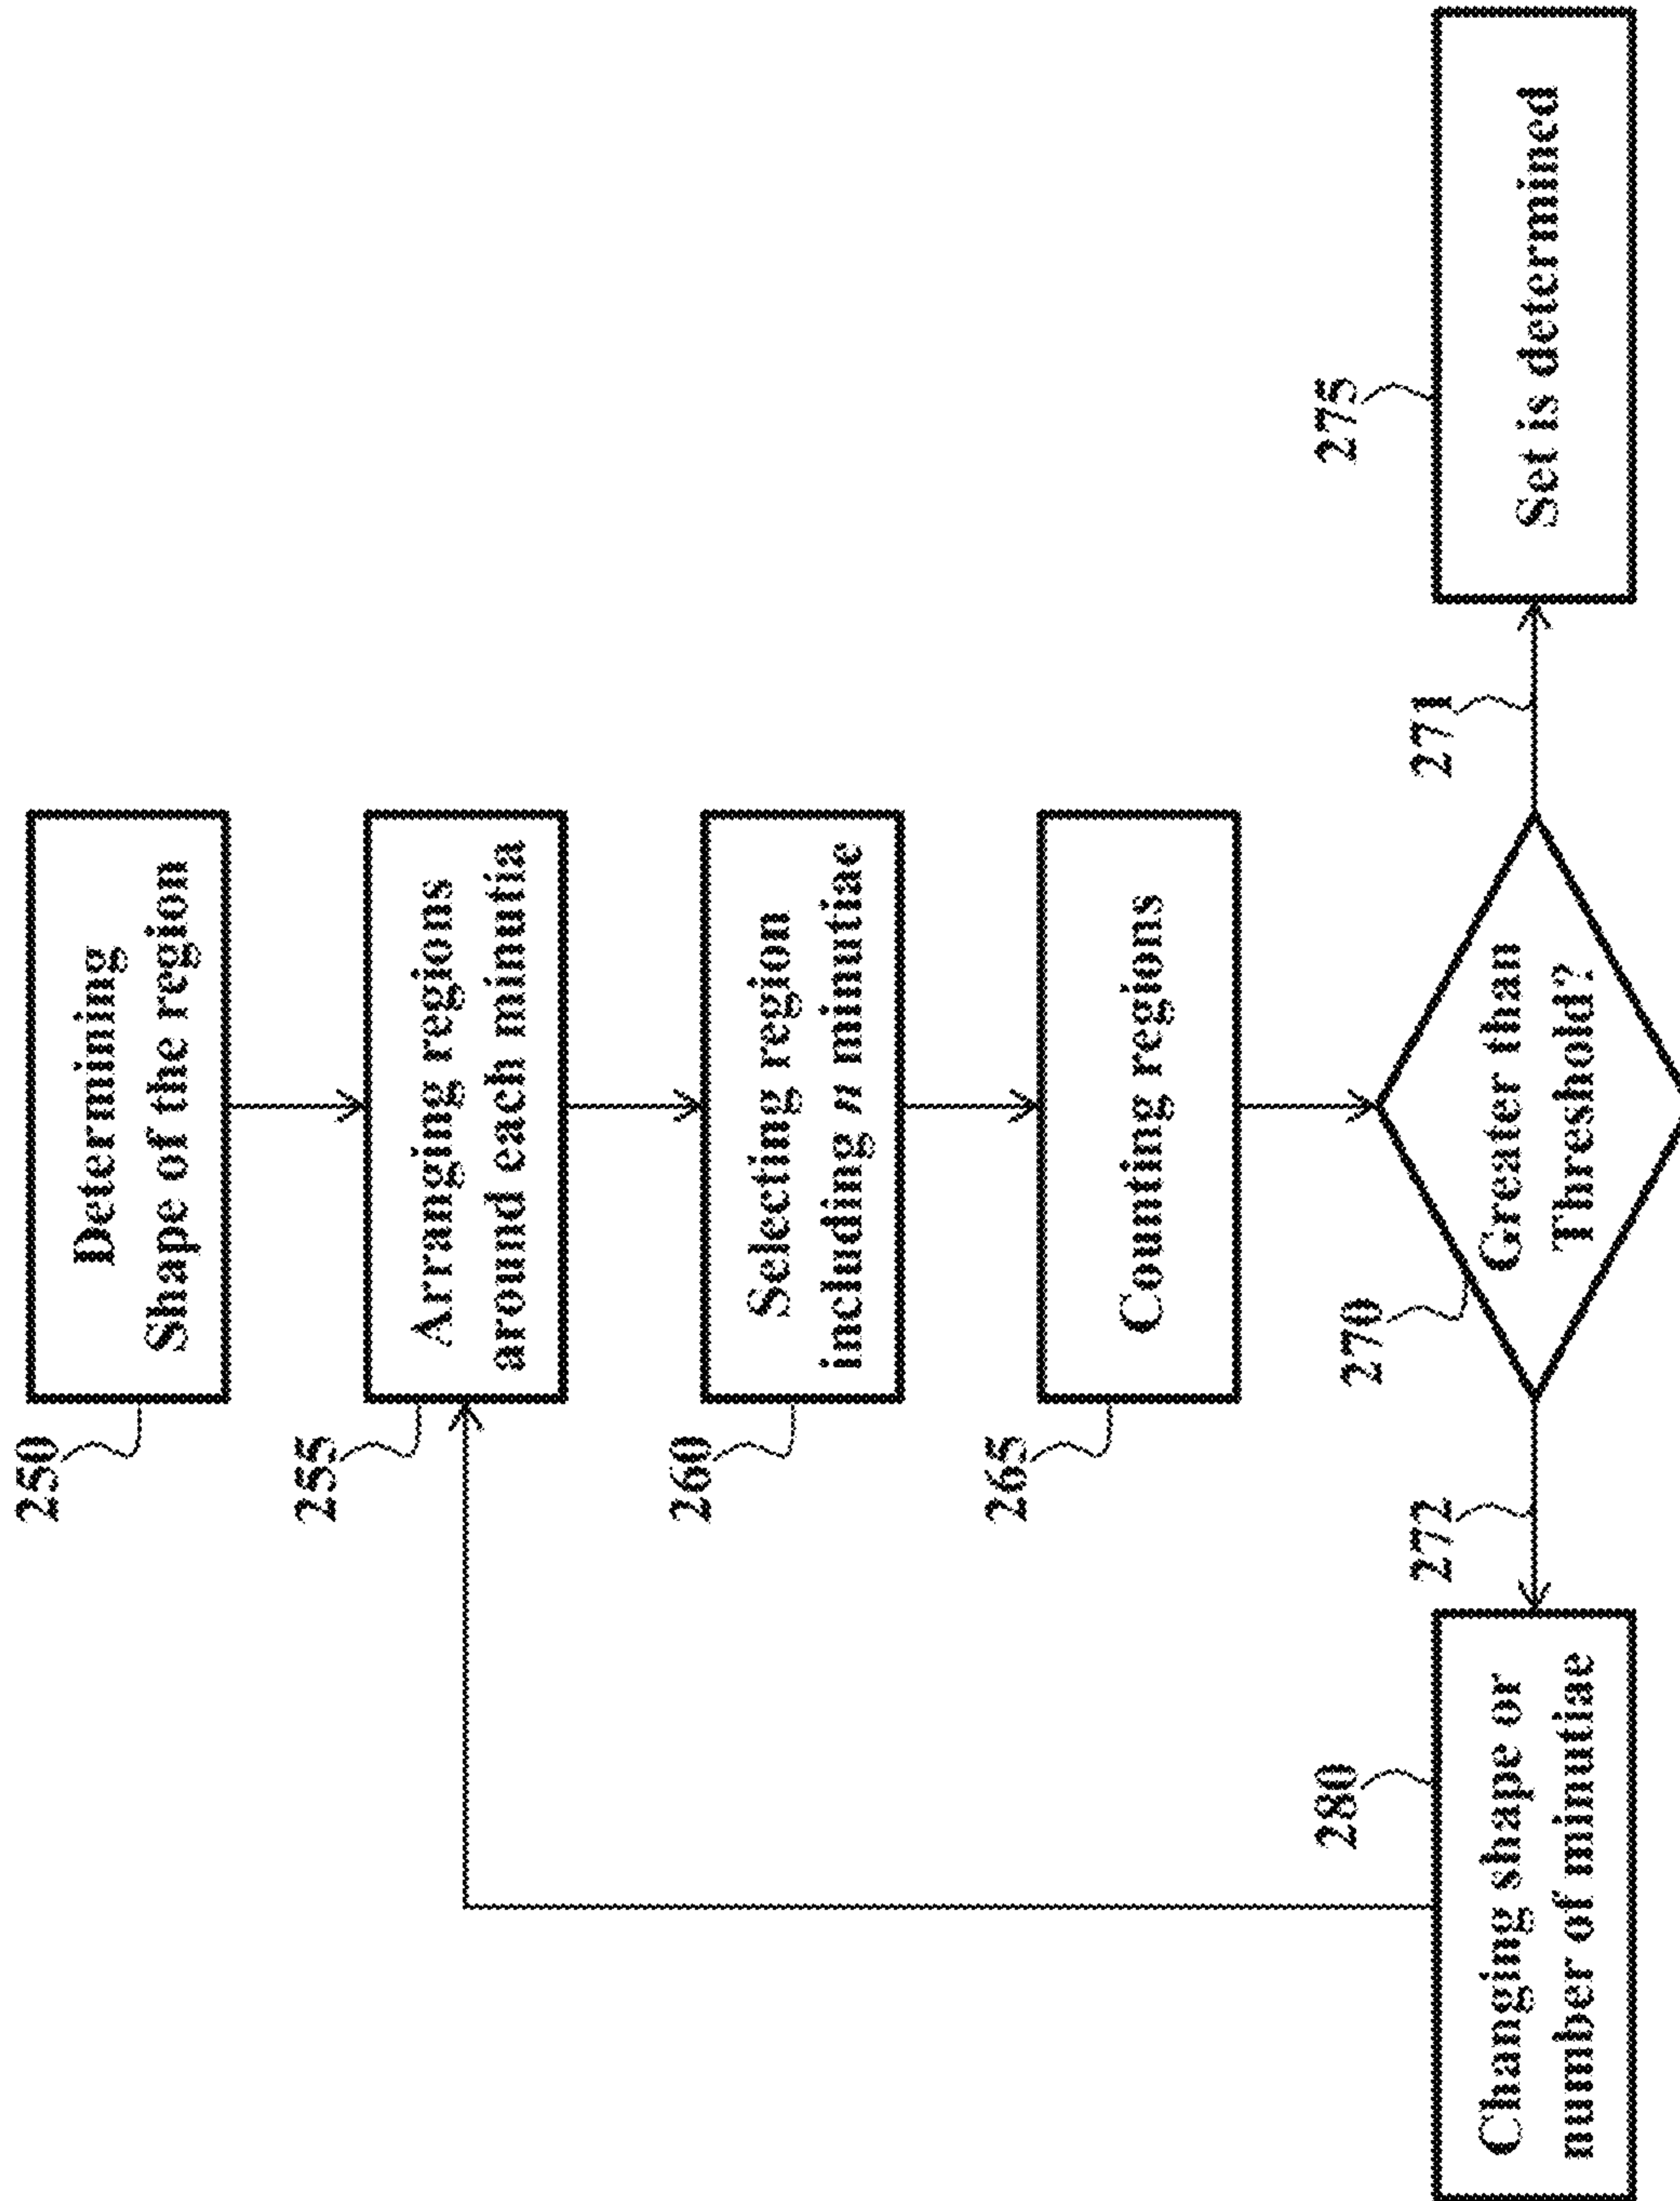 250
Determining
Shape of the region
255
Arranging regions
around each minutia
260
Selecting region
including n minutiae
265
Counting regions
270
Greater than
Threshold?
272
271
280
Changing shape or
number of minutiae
275
Set is determined